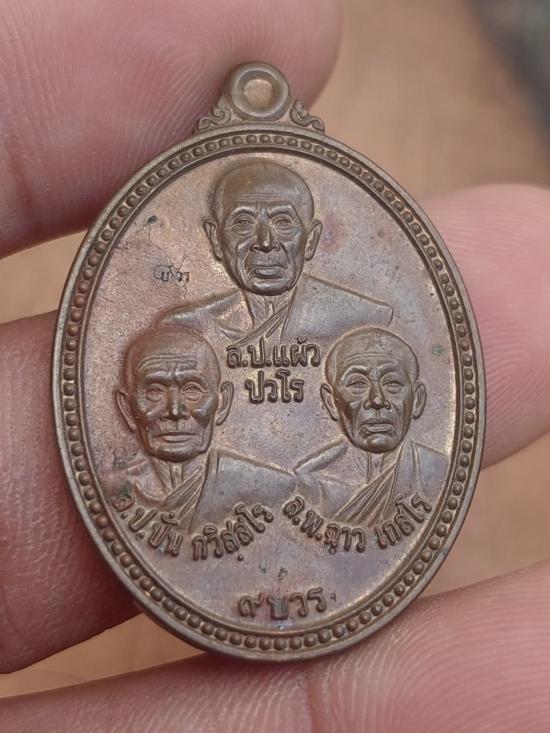 ล.ป.แผ้ว
ปวโร
ล.ป.ปั้น กวิสฺสโร
ล.พ.ฉาว เกสโร
๙ บวร